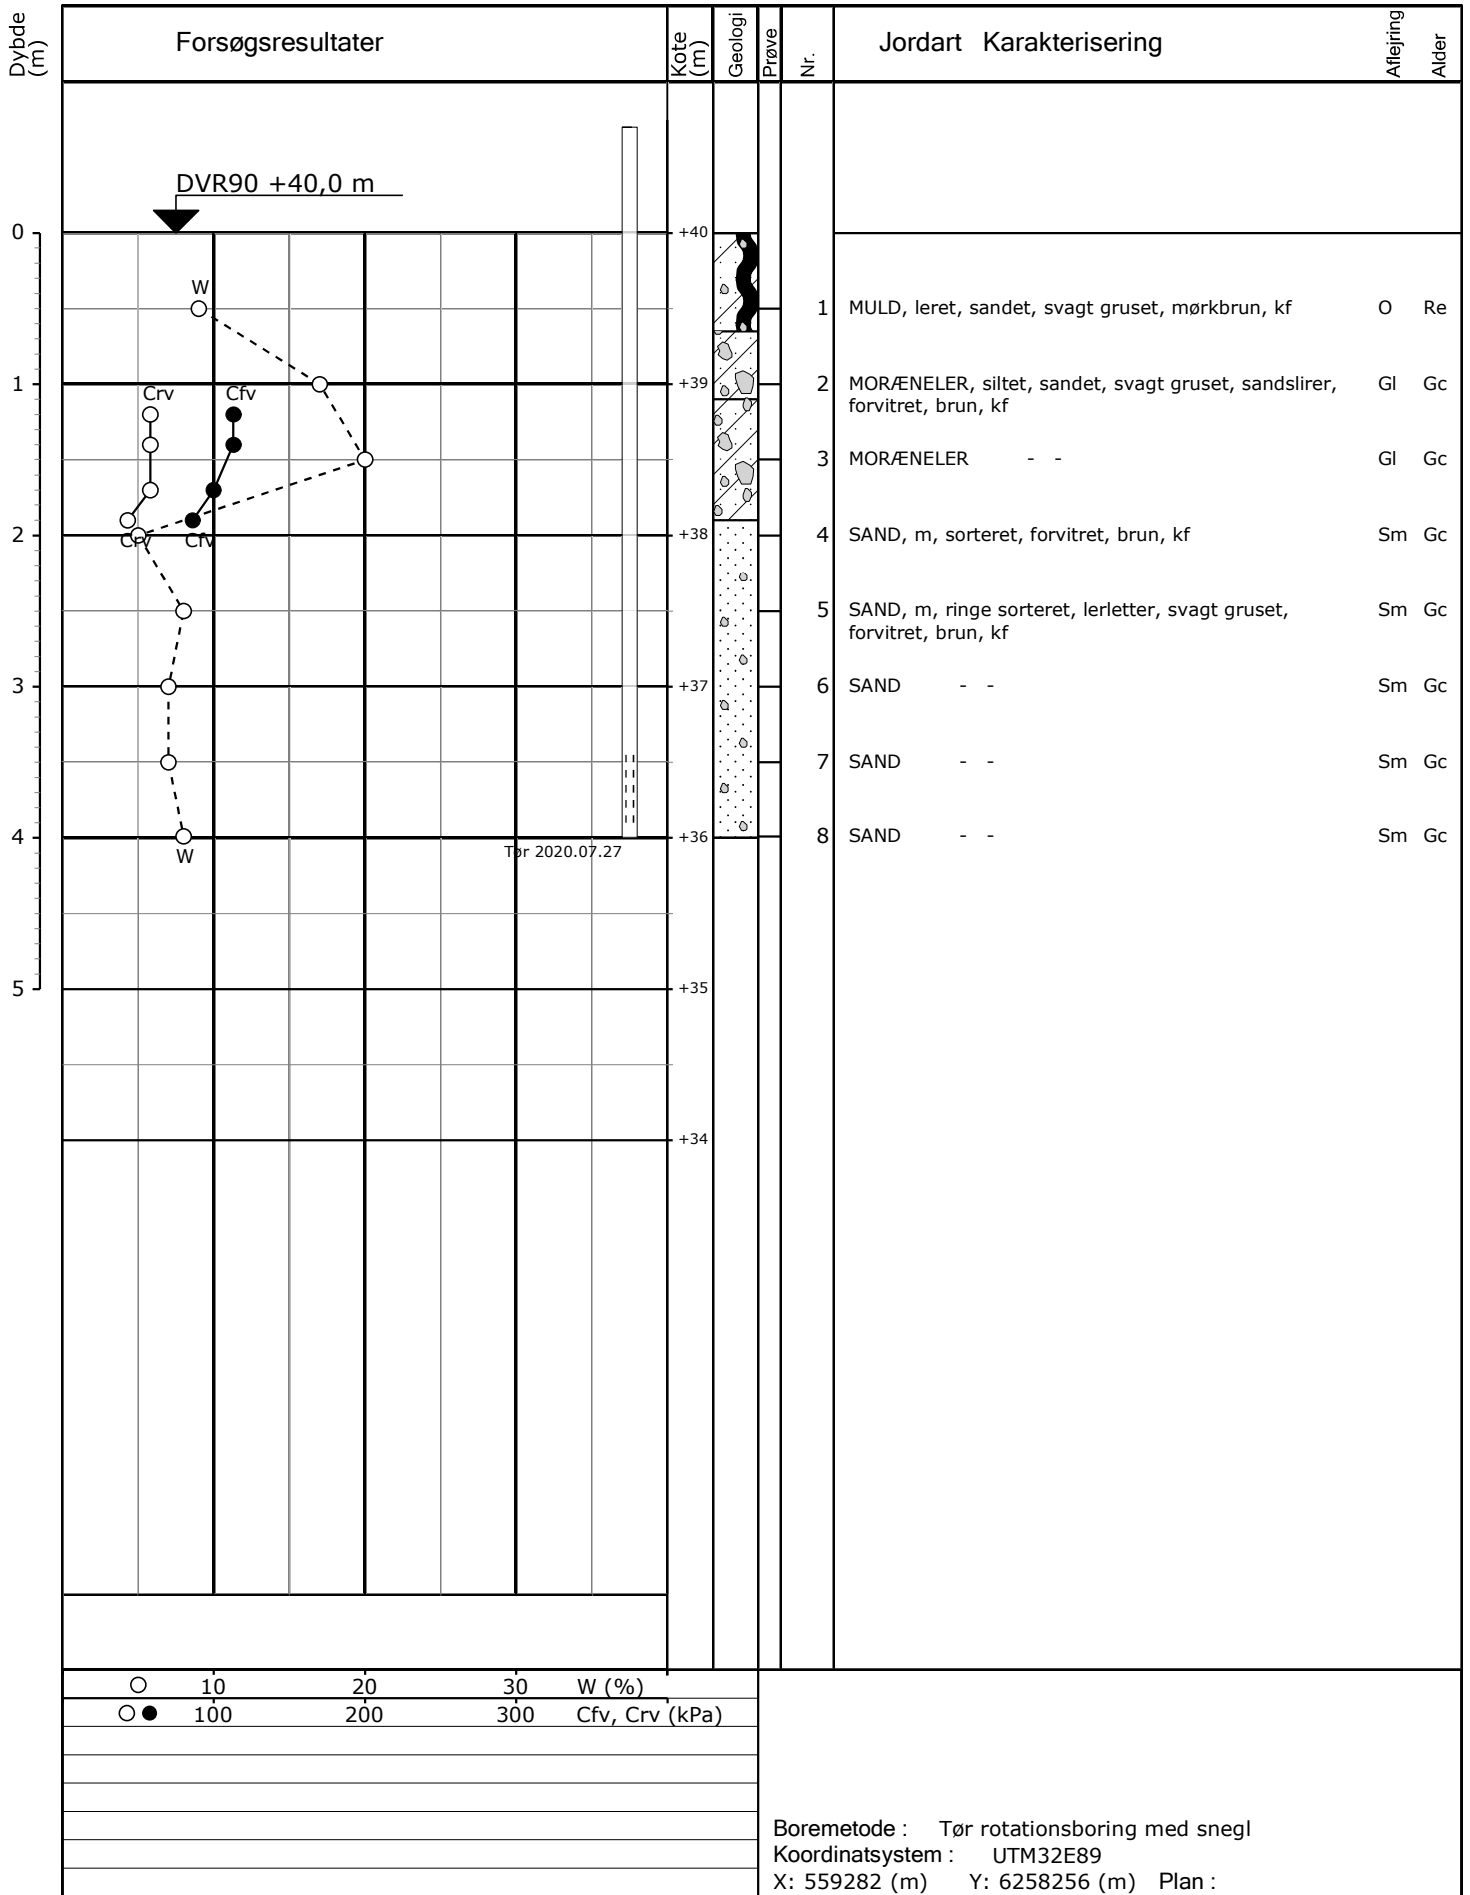 Dybde (m)
Forsøgsresultater
Kote (m)
Geologi
Prøve
Nr.
Jordart Karakterisering
Aflejring
Alder
DVR90 +40,0 m
0
+40
W
1 MULD, leret, sandet, svagt gruset, mørkbrun, kf O Re
1
+39
Crv
Cfv
2 MORÆNELER, siltet, sandet, svagt gruset, sandslirer, Gl Gc
forvitret, brun, kf
3 MORÆNELER - - Gl Gc
2
+38
Crv
Cfv
4 SAND, m, sorteret, forvitret, brun, kf Sm Gc
5 SAND, m, ringe sorteret, lerletter, svagt gruset, Sm Gc
forvitret, brun, kf
3
+37
6 SAND - - Sm Gc
7 SAND - - Sm Gc
4
+36
8 SAND - - Sm Gc
W
Tør 2020.07.27
5
+35
+34
10 20 30 W (%)
100 200 300 Cfv, Crv (kPa)
Boremetode : Tør rotationsboring med snegl
Koordinatsystem : UTM32E89
X: 559282 (m) Y: 6258256 (m) Plan :